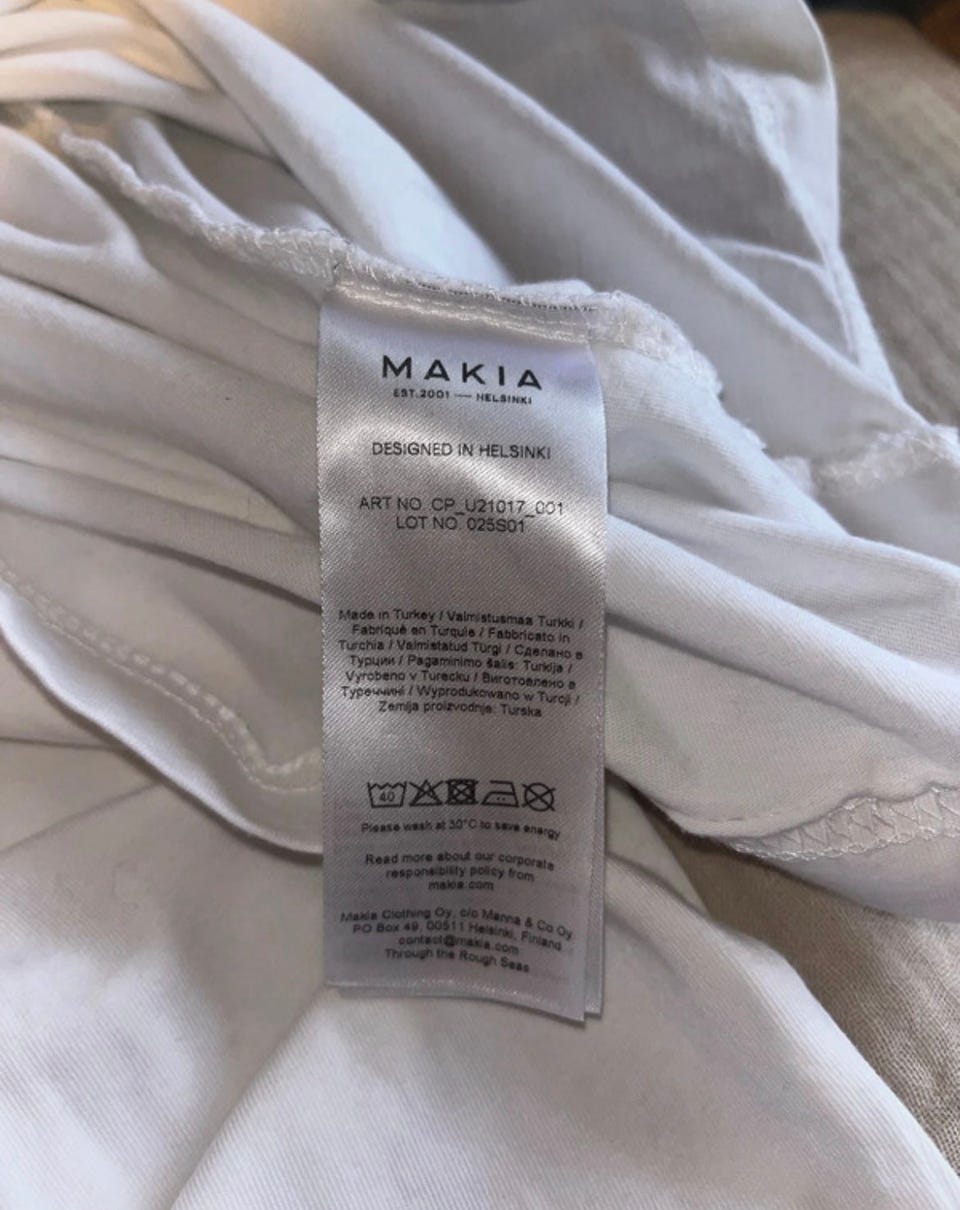 MAKIA
EST.2001 — HELSINKI
DESIGNED IN HELSINKI
ART NO. CP_U21017_001
LOT NO. 025S01
Made in Turkey / Valmistusmaa Turkki /
Fabriqué en Turquie / Fabbricato in
Turchia / Valmistatud Türgi / Сделано в
Турции / Pagaminimo šalis: Turkija /
Vyrobeno v Turecku / Виготовлено в
Туреччині / Wyprodukowano w Turcji /
Zemlja proizvodnje: Turska
40
Please wash at 30°C to save energy
Read more about our corporate
responsibility policy from
makia.com
Makia Clothing Oy, c/o Manna & Co Oy
PO Box 49, 00511 Helsinki, Finland
contact@makia.com
Through the Rough Seas